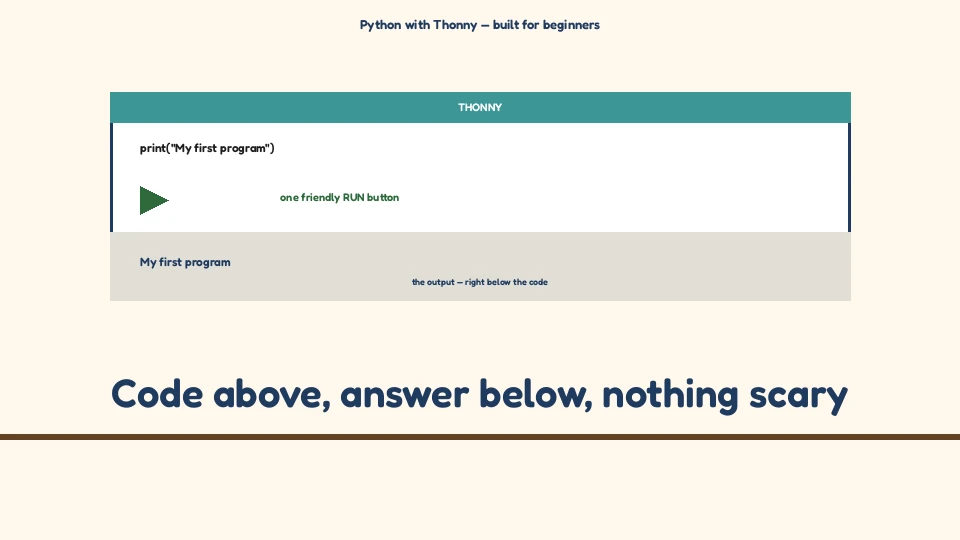 Python with Thonny — built for beginners
THONNY
print("My first program")
one friendly RUN button
My first program
the output — right below the code
Code above, answer below, nothing scary